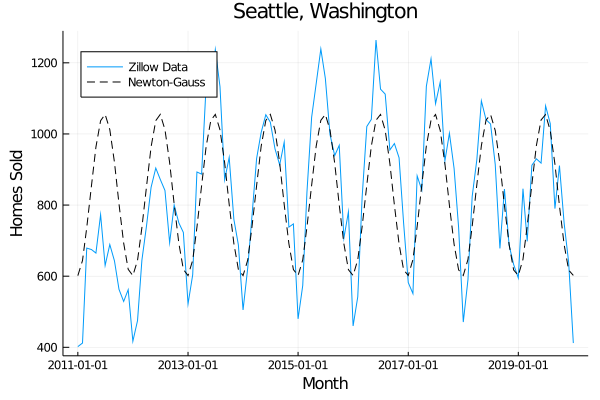 Seattle, Washington
Zillow Data
Newton-Gauss
1200
1000
800
600
400
Homes Sold
2011-01-01 2013-01-01 2015-01-01 2017-01-01 2019-01-01
Month